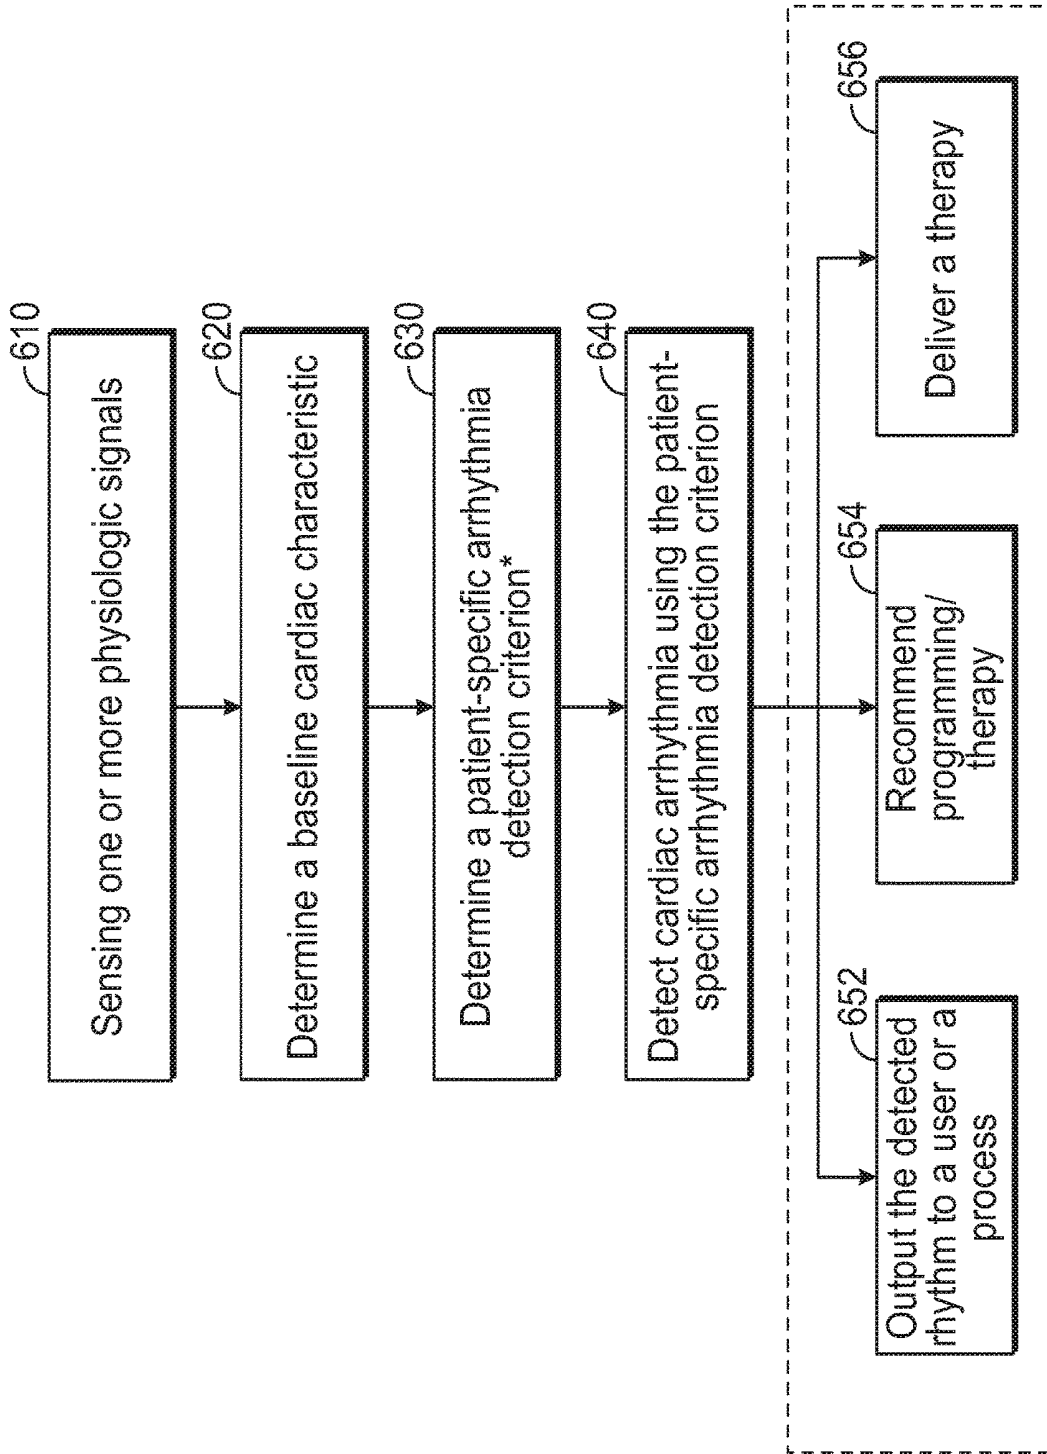 610
Sensing one or more physiologic signals
620
Determine a baseline cardiac characteristic
630
Determine a patient-specific arrhythmia
detection criterion*
640
Detect cardiac arrhythmia using the patient-
specific arrhythmia detection criterion
652
Output the detected
rhythm to a user or a
process
654
Recommend
programming/
therapy
656
Deliver a therapy